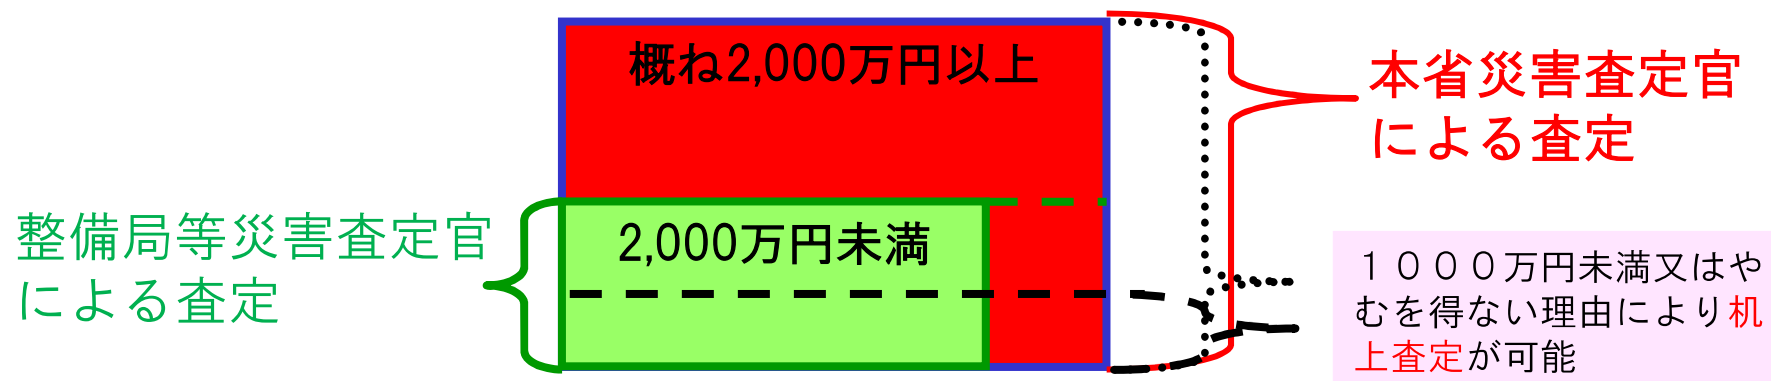 概ね2,000万円以上
本省災害査定官
による査定
整備局等災害査定官
による査定
2,000万円未満
１０００万円未満又はや
むを得ない理由により机
上査定が可能